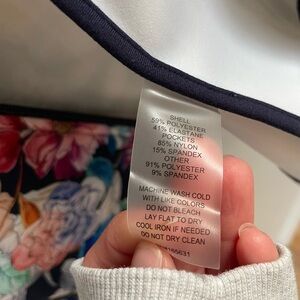 SHELL
59% POLYESTER
41% ELASTANE
POCKETS
85% NYLON
15% SPANDEX
OTHER
91% POLYESTER
9% SPANDEX
MACHINE WASH COLD
WITH LIKE COLORS
DO NOT BLEACH
LAY FLAT TO DRY
COOL IRON IF NEEDED
DO NOT DRY CLEAN